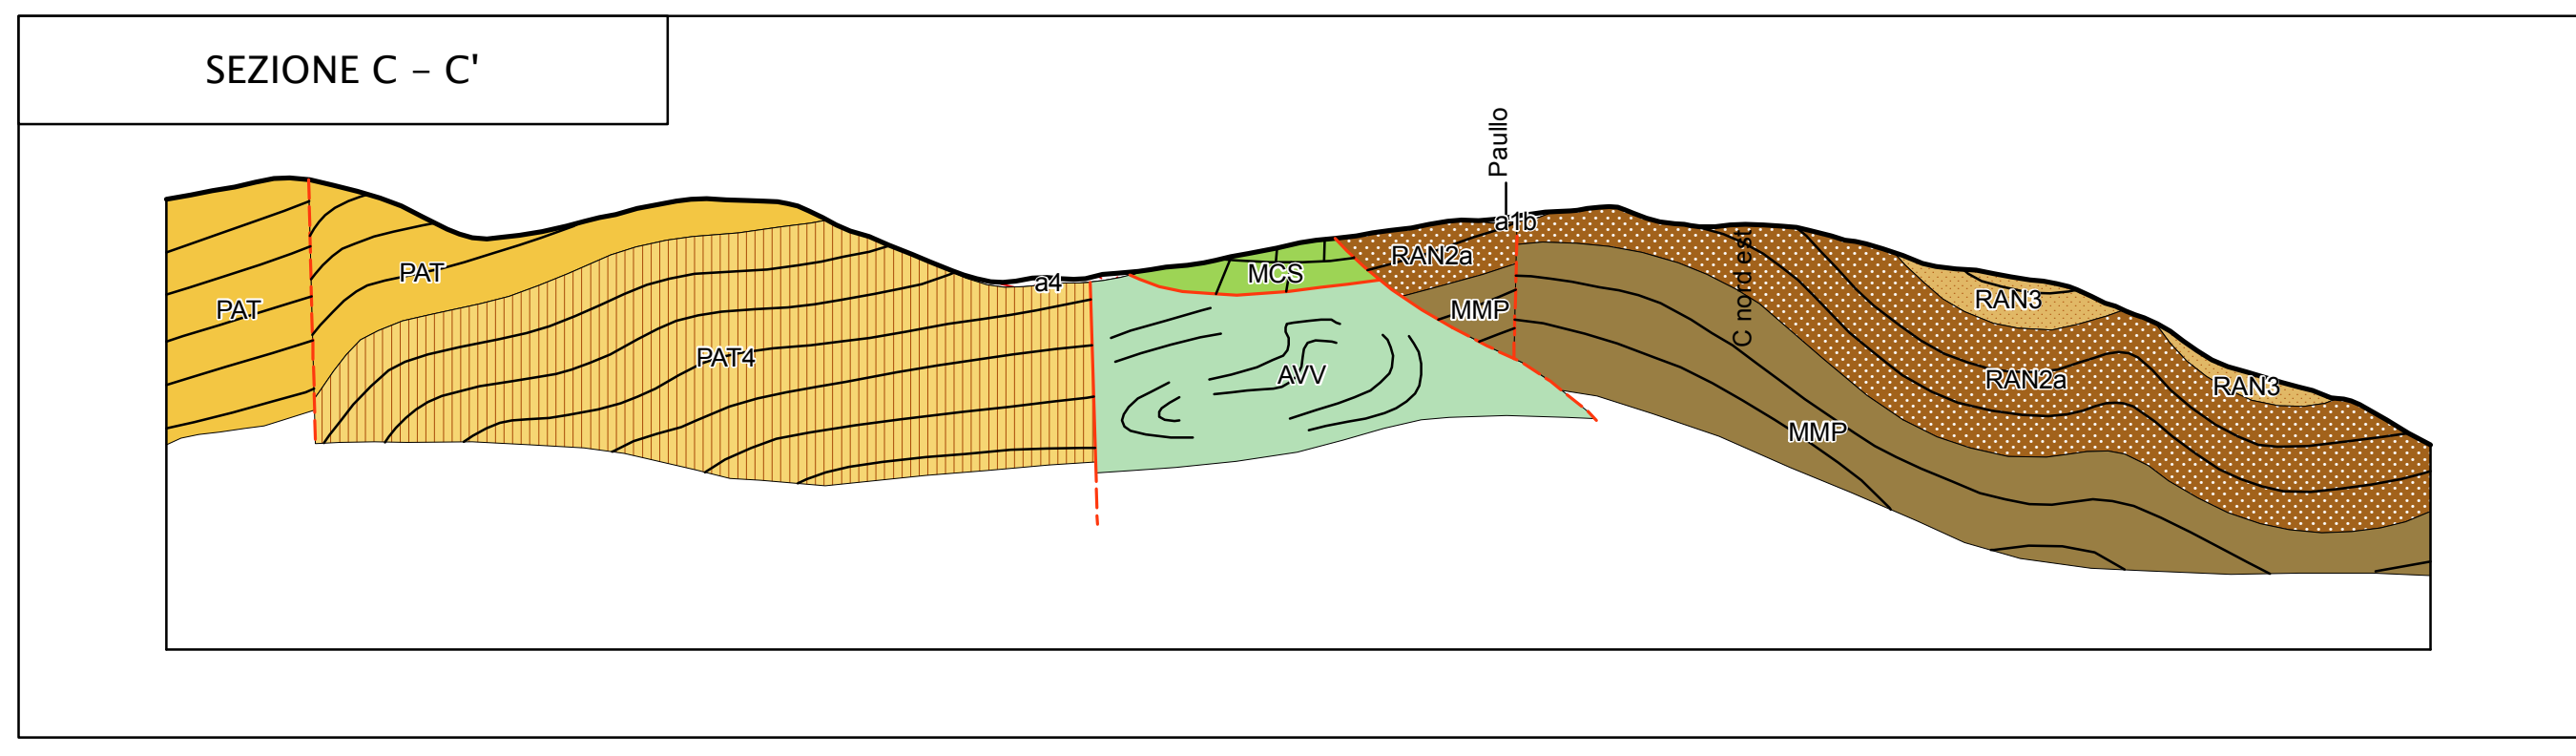 SEZIONE C – C'
Paullo
a1b
C nord est
RAN2a
PAT
MCS
a4
RAN3
PAT
MMP
PAT4
AVV
RAN2a
RAN3
MMP